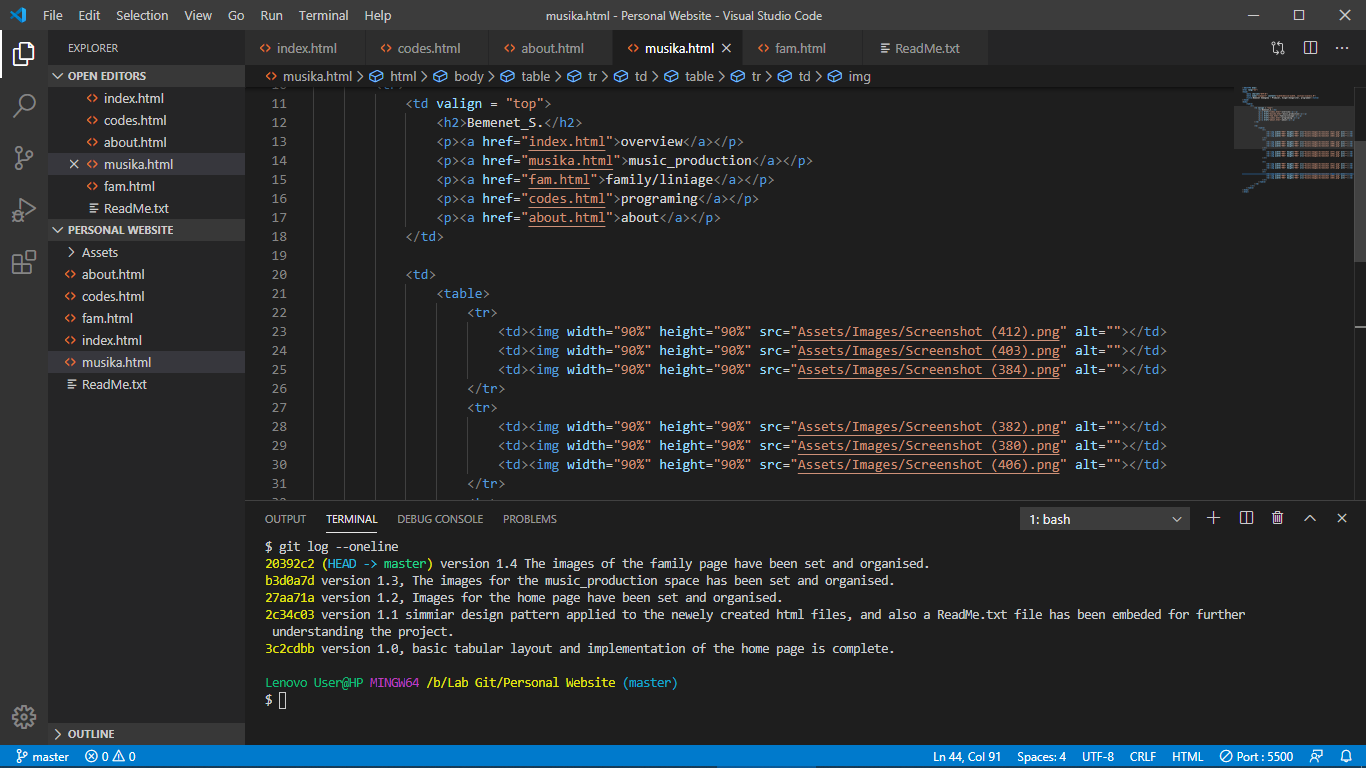 File Edit Selection View Go Run Terminal Help musika.html - Personal Website - Visual Studio Code
EXPLORER
OPEN EDITORS
index.html
codes.html
about.html
musika.html
fam.html
ReadMe.txt
PERSONAL WEBSITE
Assets
about.html
codes.html
fam.html
index.html
musika.html
ReadMe.txt
OUTLINE
index.html codes.html about.html musika.html fam.html ReadMe.txt
musika.html > html > body > table > tr > td > table > tr > td > img
11 <td valign = "top">
12 <h2>Bemenet_S.</h2>
13 <p><a href="index.html">overview</a></p>
14 <p><a href="musika.html">music_production</a></p>
15 <p><a href="fam.html">family/liniage</a></p>
16 <p><a href="codes.html">programing</a></p>
17 <p><a href="about.html">about</a></p>
18 </td>
19
20 <td>
21 <table>
22 <tr>
23 <td><img width="90%" height="90%" src="Assets/Images/Screenshot (412).png" alt=""></td>
24 <td><img width="90%" height="90%" src="Assets/Images/Screenshot (403).png" alt=""></td>
25 <td><img width="90%" height="90%" src="Assets/Images/Screenshot (384).png" alt=""></td>
26 </tr>
27 <tr>
28 <td><img width="90%" height="90%" src="Assets/Images/Screenshot (382).png" alt=""></td>
29 <td><img width="90%" height="90%" src="Assets/Images/Screenshot (380).png" alt=""></td>
30 <td><img width="90%" height="90%" src="Assets/Images/Screenshot (406).png" alt=""></td>
31 </tr>
OUTPUT TERMINAL DEBUG CONSOLE PROBLEMS 1: bash
$ git log --oneline
20392c2 (HEAD -> master) version 1.4 The images of the family page have been set and organised.
b3d0a7d version 1.3, The images for the music_production space has been set and organised.
27aa71a version 1.2, Images for the home page have been set and organised.
2c34c03 version 1.1 simmiar design pattern applied to the newly created html files, and also a ReadMe.txt file has been embeded for further
understanding the project.
3c2cdbb version 1.0, basic tabular layout and implementation of the home page is complete.
Lenovo User@HP MINGW64 /b/Lab Git/Personal Website (master)
$
master 0 0 Ln 44, Col 91 Spaces: 4 UTF-8 CRLF HTML Port : 5500